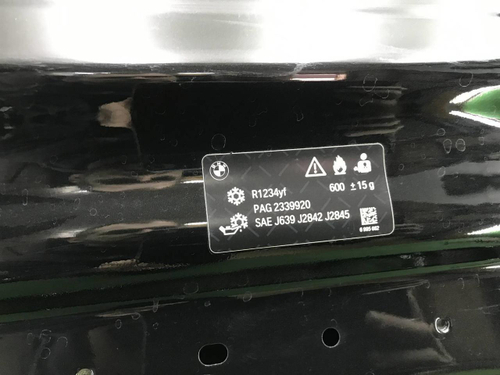 R1234yf 600 ± 15 g
PAG 2339920
SAE J639 J2842 J2845